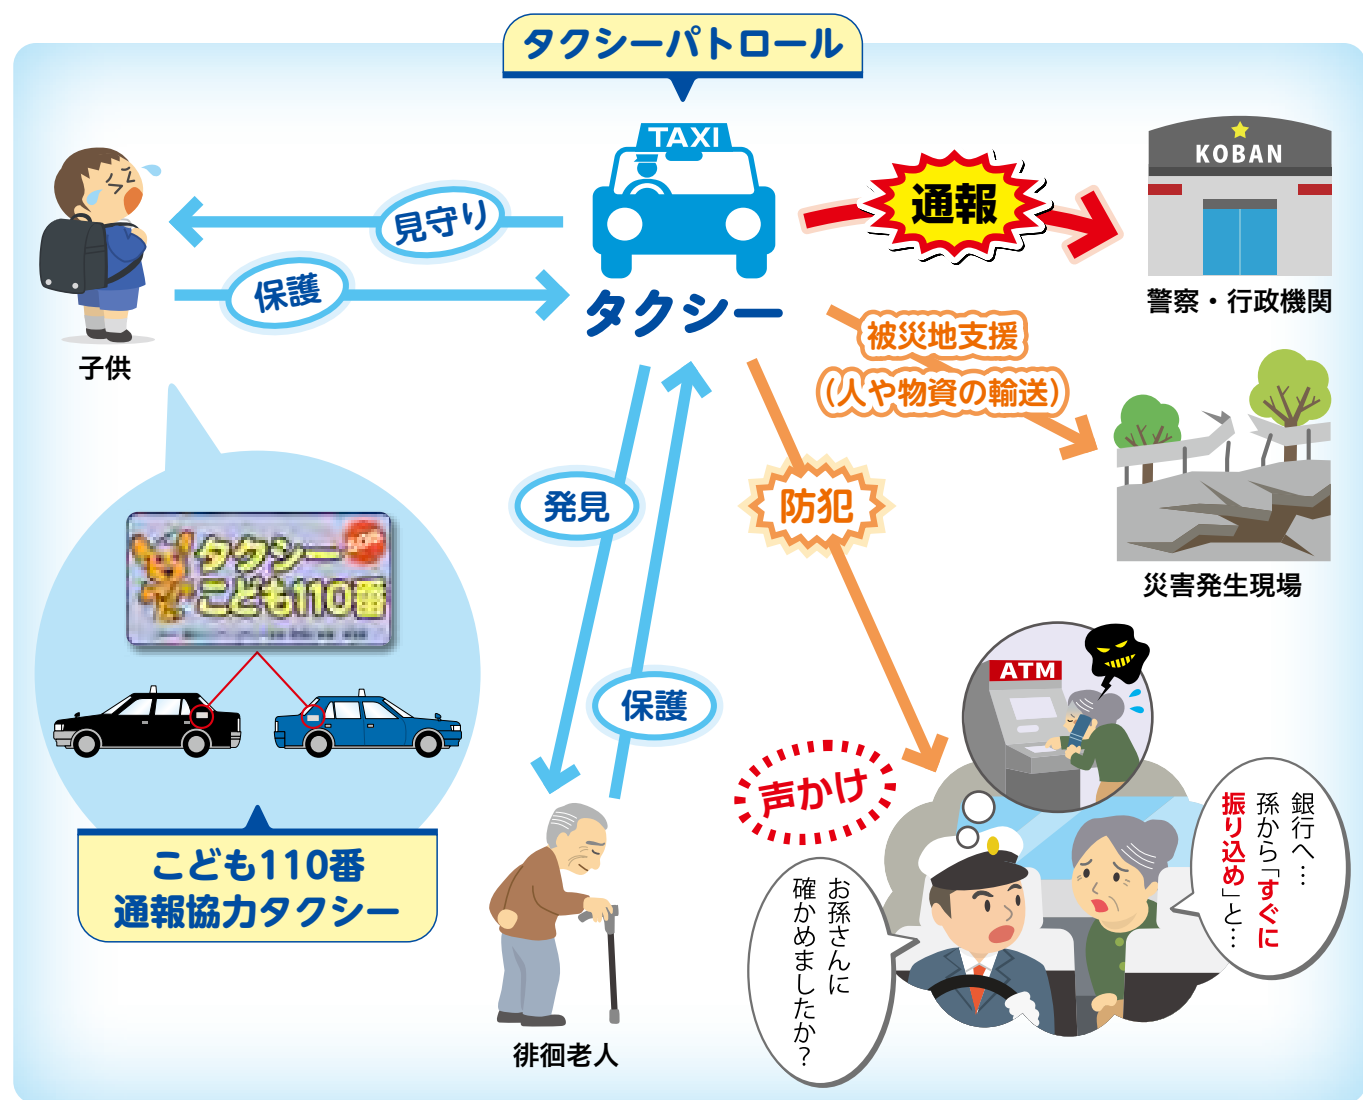 タクシーパトロール
TAXI
タクシー
見守り
保護
子供
通報
KOBAN
警察・行政機関
被災地支援
(人や物資の輸送)
災害発生現場
発見
保護
徘徊老人
防犯
声かけ
ATM
銀行へ…
孫から「すぐに
振り込め」と…
お孫さんに
確かめましたか?
タクシー
こども110番
こども110番
通報協力タクシー